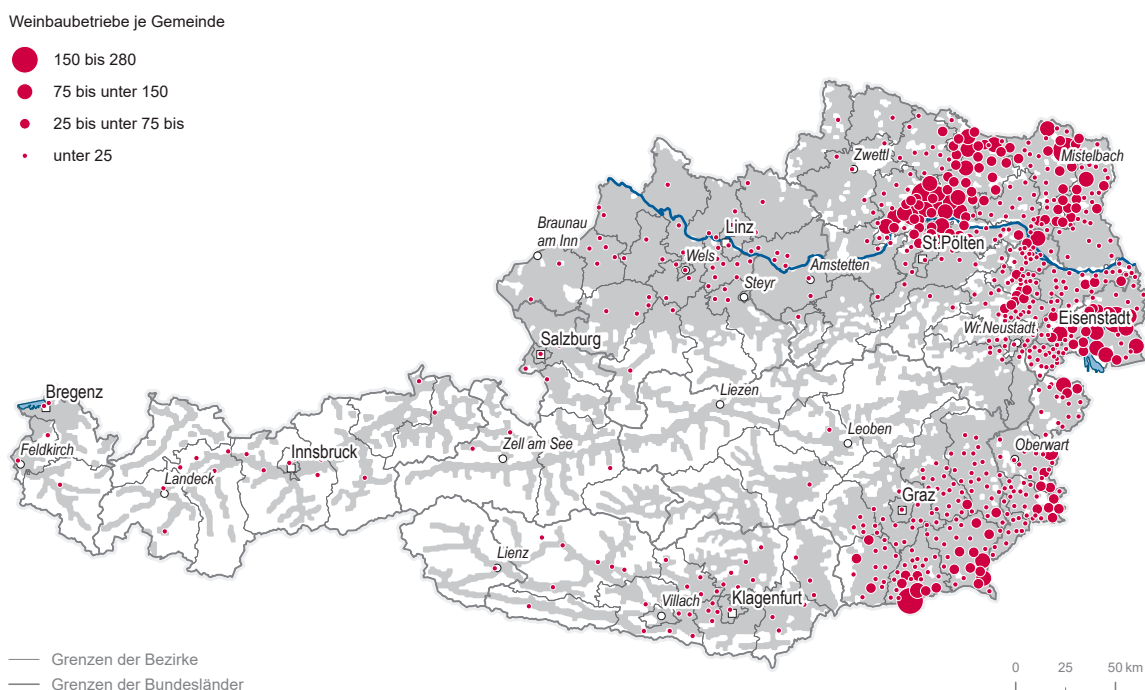 Weinbaubetriebe je Gemeinde
150 bis 280
75 bis unter 150
25 bis unter 75 bis
unter 25
Mistelbach
Zwettl
Braunau
am Inn
Linz
St.Pölten
Wels
Amstetten
Steyr
Eisenstadt
Wr.Neustadt
Salzburg
Bregenz
Liezen
Leoben
Feldkirch
Innsbruck
Zell am See
Oberwart
Landeck
Graz
Lienz
Villach
Klagenfurt
Grenzen der Bezirke
Grenzen der Bundesländer
0 25 50 km